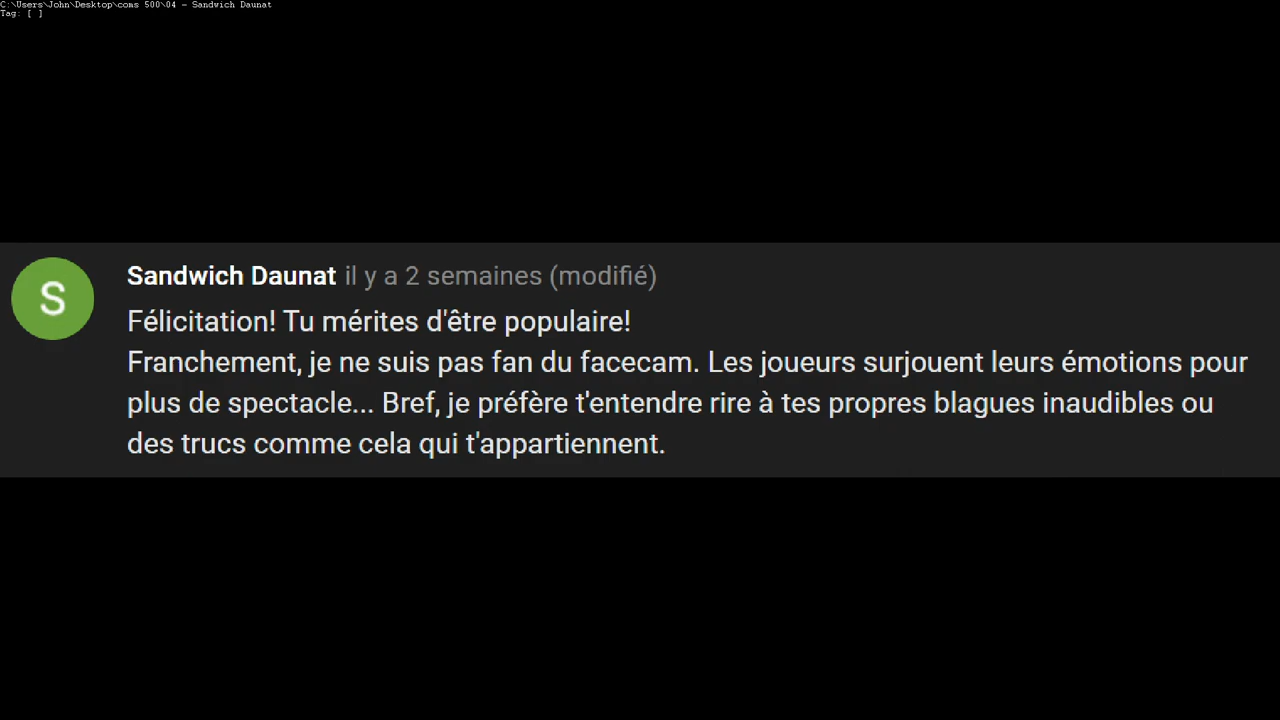 C:\Users\John\Desktop\coms 500\04 - Sandwich Daunat
Tag: [ ]
S
Sandwich Daunat il y a 2 semaines (modifié)
Félicitation! Tu mérites d'être populaire!
Franchement, je ne suis pas fan du facecam. Les joueurs surjouent leurs émotions pour
plus de spectacle... Bref, je préfère t'entendre rire à tes propres blagues inaudibles ou
des trucs comme cela qui t'appartiennent.